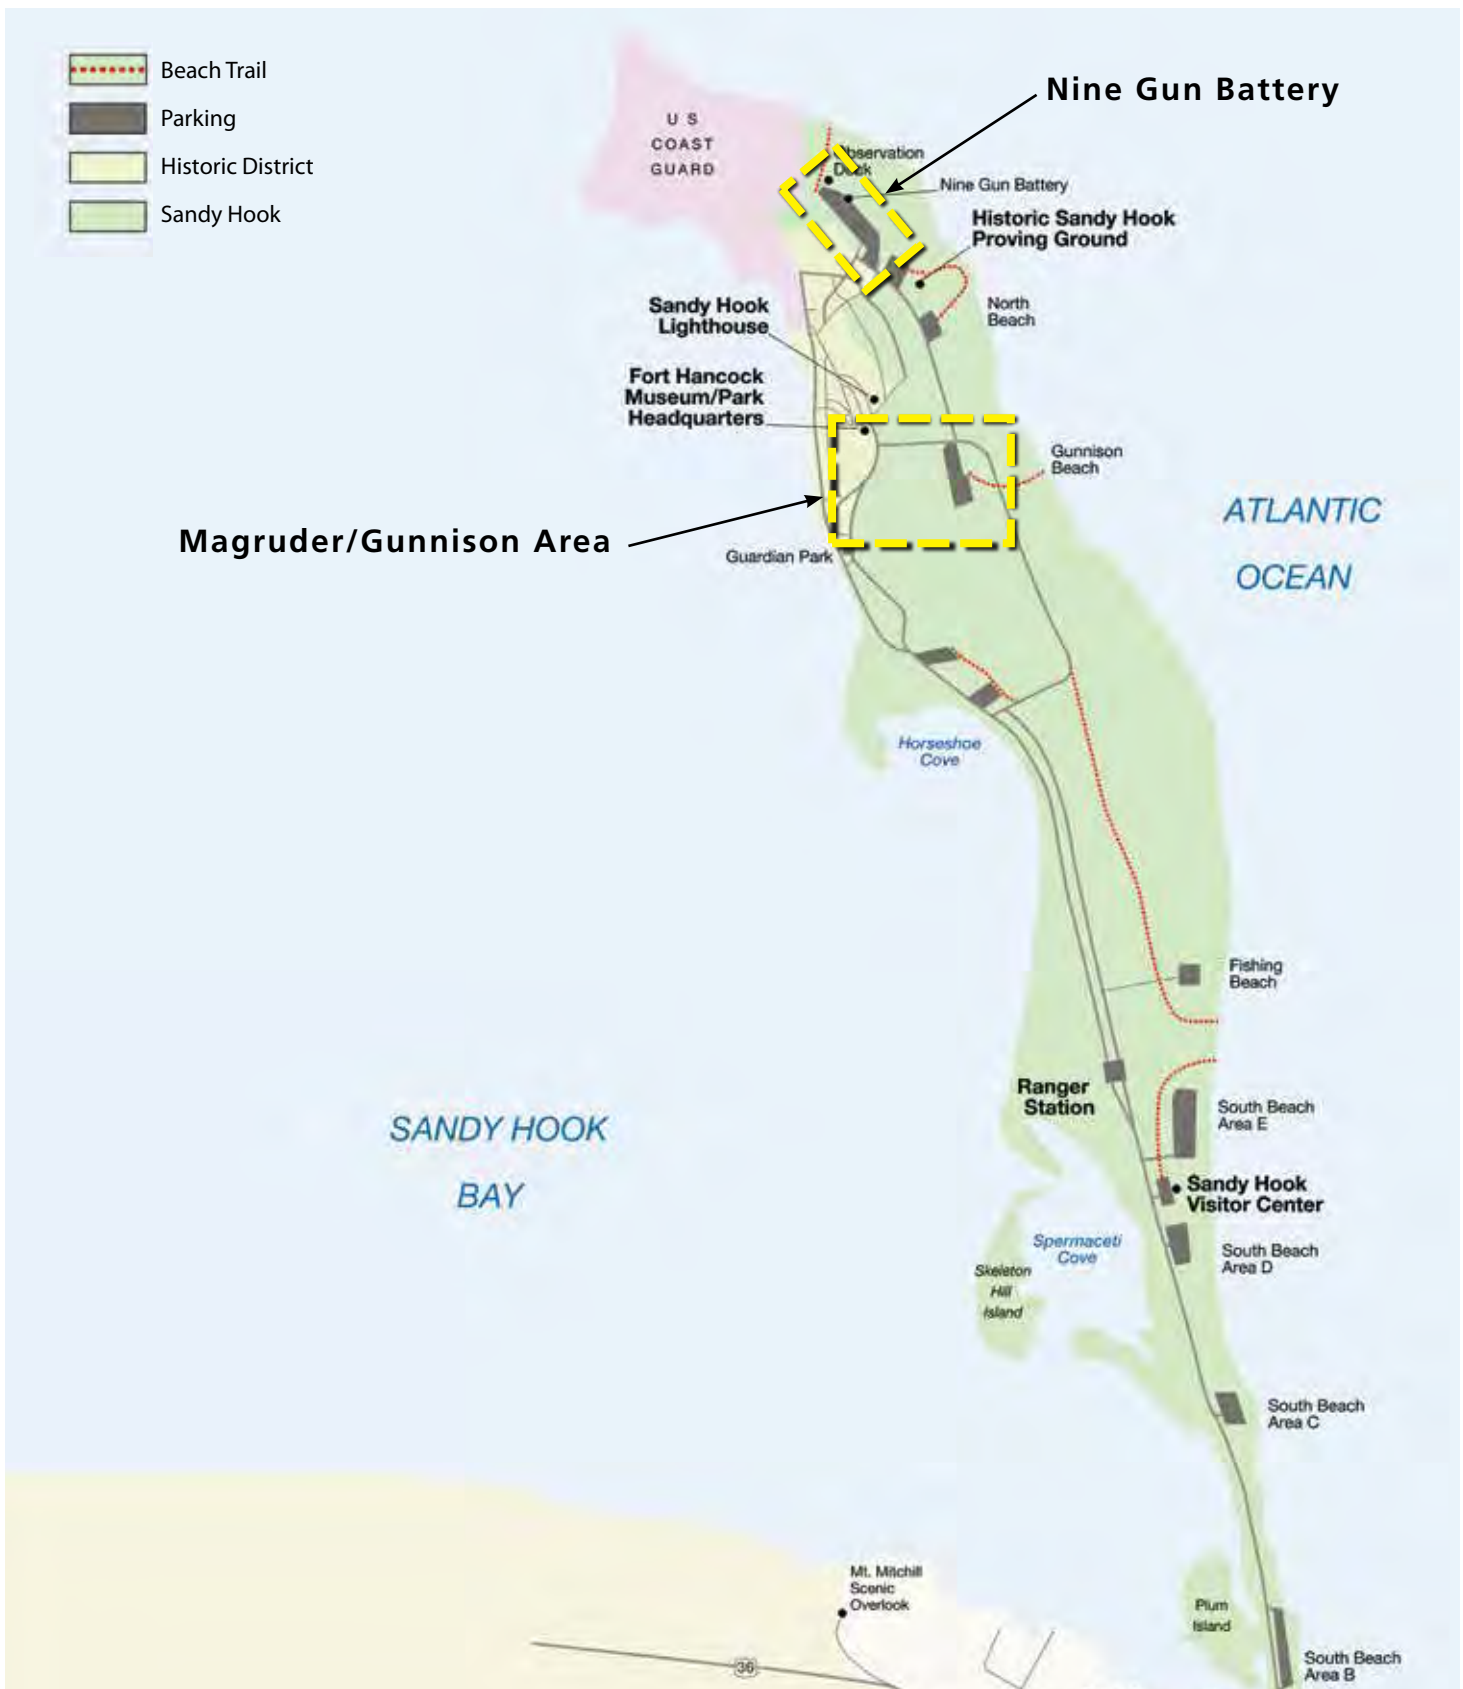 Beach Trail
Parking
Historic District
Sandy Hook
Nine Gun Battery
U S
COAST
GUARD
Observation
Deck
Nine Gun Battery
Historic Sandy Hook
Proving Ground
North
Beach
Sandy Hook
Lighthouse
Fort Hancock
Museum/Park
Headquarters
Gunnison
Beach
ATLANTIC
OCEAN
Magruder/Gunnison Area
Guardian Park
Horseshoe
Cove
Fishing
Beach
Ranger
Station
South Beach
Area E
SANDY HOOK
BAY
Sandy Hook
Visitor Center
Spermaceti
Cove
South Beach
Area D
Skeleton
Hill
Island
South Beach
Area C
Mt. Mitchill
Scenic
Overlook
Plum
Island
36
South Beach
Area B